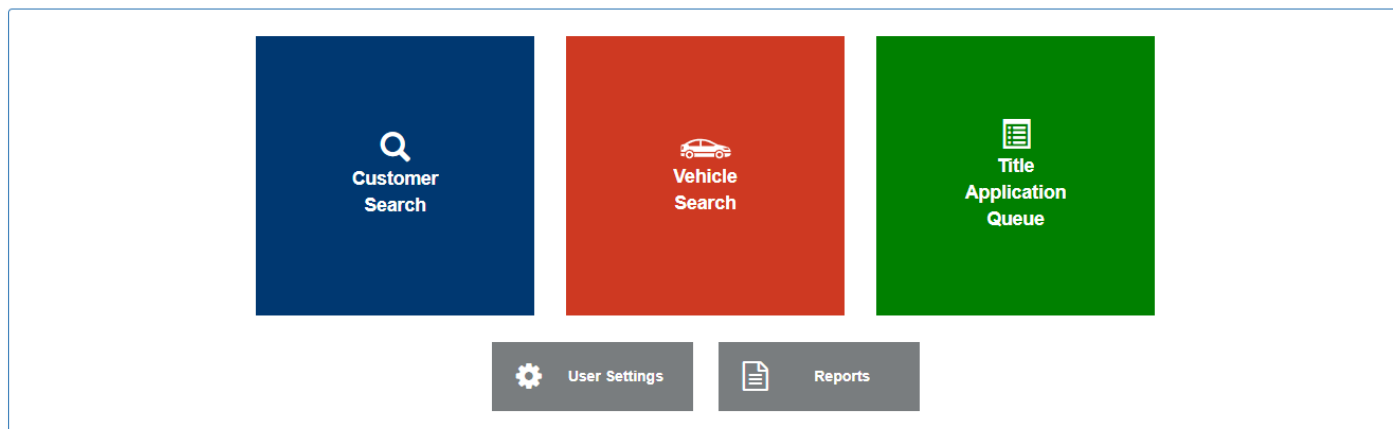 Customer
Search
Vehicle
Search
Title
Application
Queue
User Settings
Reports